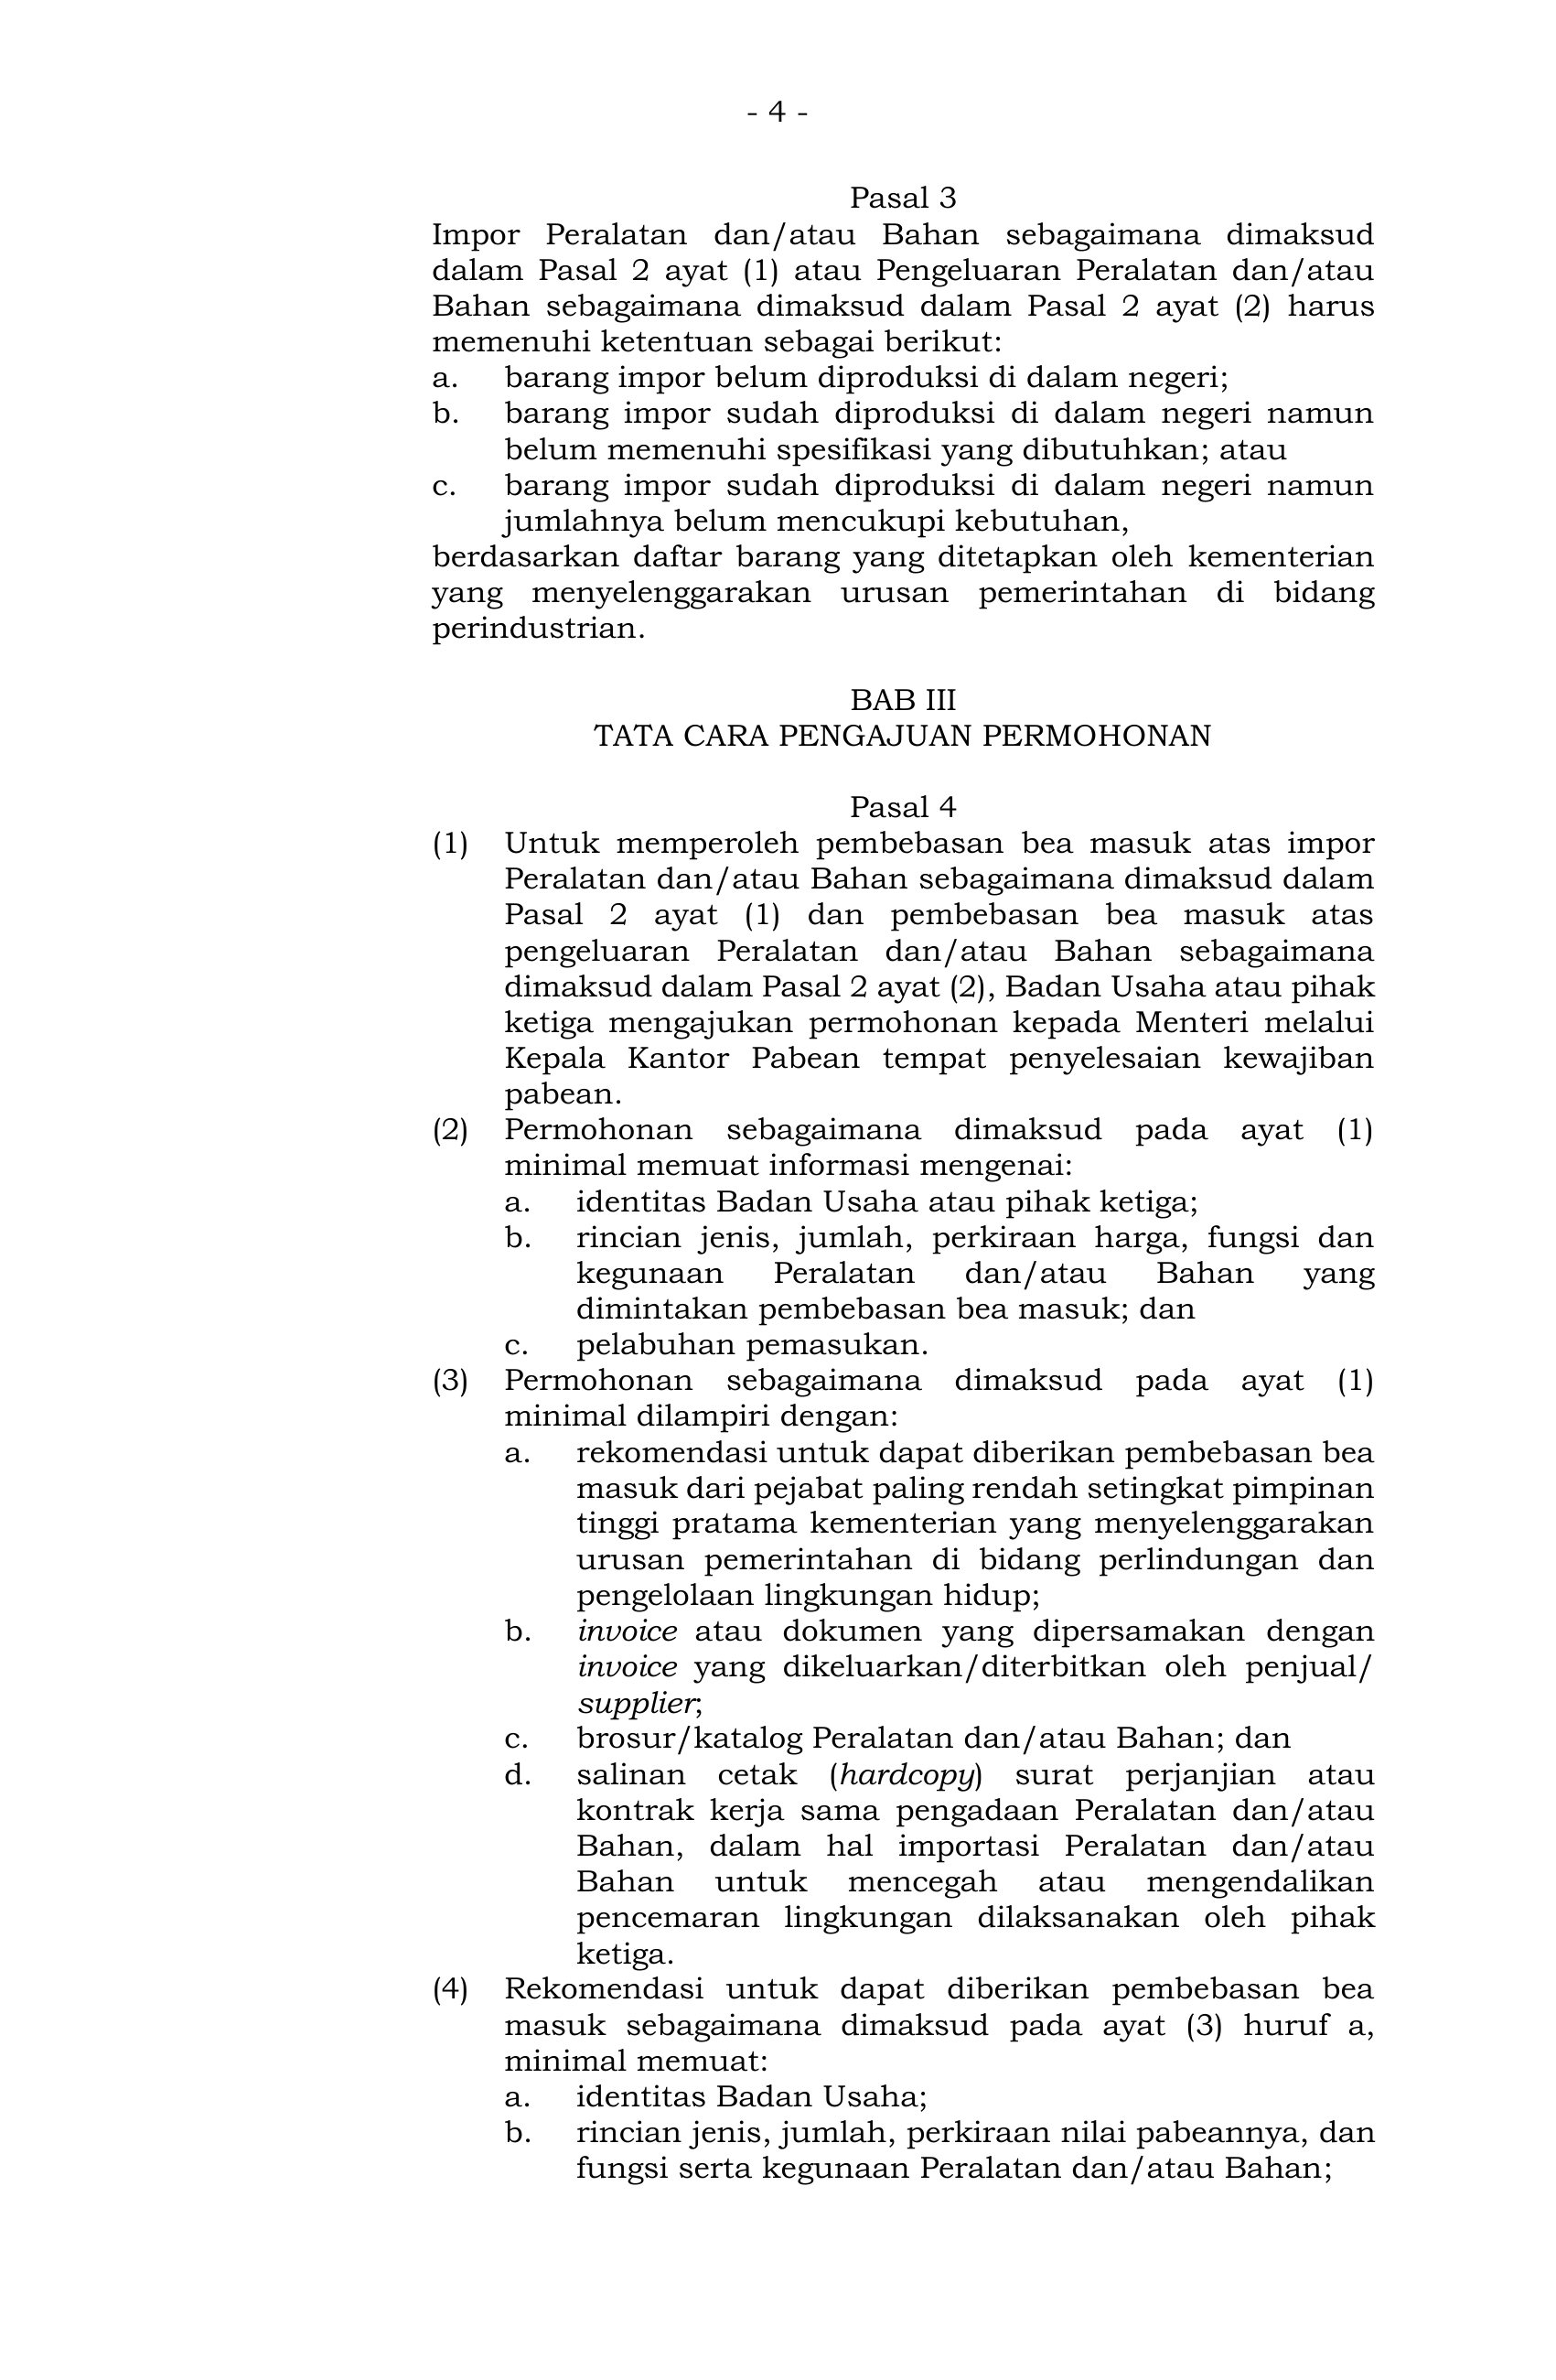 - 4 -
Pasal 3
Impor Peralatan dan/atau Bahan sebagaimana dimaksud
dalam Pasal 2 ayat (1) atau Pengeluaran Peralatan dan/atau
Bahan sebagaimana dimaksud dalam Pasal 2 ayat (2) harus
memenuhi ketentuan sebagai berikut:
a. barang impor belum diproduksi di dalam negeri;
b. barang impor sudah diproduksi di dalam negeri namun
belum memenuhi spesifikasi yang dibutuhkan; atau
c. barang impor sudah diproduksi di dalam negeri namun
jumlahnya belum mencukupi kebutuhan,
berdasarkan daftar barang yang ditetapkan oleh kementerian
yang menyelenggarakan urusan pemerintahan di bidang
perindustrian.
BAB III
TATA CARA PENGAJUAN PERMOHONAN
Pasal 4
(1) Untuk memperoleh pembebasan bea masuk atas impor
Peralatan dan/atau Bahan sebagaimana dimaksud dalam
Pasal 2 ayat (1) dan pembebasan bea masuk atas
pengeluaran Peralatan dan/atau Bahan sebagaimana
dimaksud dalam Pasal 2 ayat (2), Badan Usaha atau pihak
ketiga mengajukan permohonan kepada Menteri melalui
Kepala Kantor Pabean tempat penyelesaian kewajiban
pabean.
(2) Permohonan sebagaimana dimaksud pada ayat (1)
minimal memuat informasi mengenai:
a. identitas Badan Usaha atau pihak ketiga;
b. rincian jenis, jumlah, perkiraan harga, fungsi dan
kegunaan Peralatan dan/atau Bahan yang
dimintakan pembebasan bea masuk; dan
c. pelabuhan pemasukan.
(3) Permohonan sebagaimana dimaksud pada ayat (1)
minimal dilampiri dengan:
a. rekomendasi untuk dapat diberikan pembebasan bea
masuk dari pejabat paling rendah setingkat pimpinan
tinggi pratama kementerian yang menyelenggarakan
urusan pemerintahan di bidang perlindungan dan
pengelolaan lingkungan hidup;
b. invoice atau dokumen yang dipersamakan dengan
invoice yang dikeluarkan/diterbitkan oleh penjual/
supplier;
c. brosur/katalog Peralatan dan/atau Bahan; dan
d. salinan cetak (hardcopy) surat perjanjian atau
kontrak kerja sama pengadaan Peralatan dan/atau
Bahan, dalam hal importasi Peralatan dan/atau
Bahan untuk mencegah atau mengendalikan
pencemaran lingkungan dilaksanakan oleh pihak
ketiga.
(4) Rekomendasi untuk dapat diberikan pembebasan bea
masuk sebagaimana dimaksud pada ayat (3) huruf a,
minimal memuat:
a. identitas Badan Usaha;
b. rincian jenis, jumlah, perkiraan nilai pabeannya, dan
fungsi serta kegunaan Peralatan dan/atau Bahan;